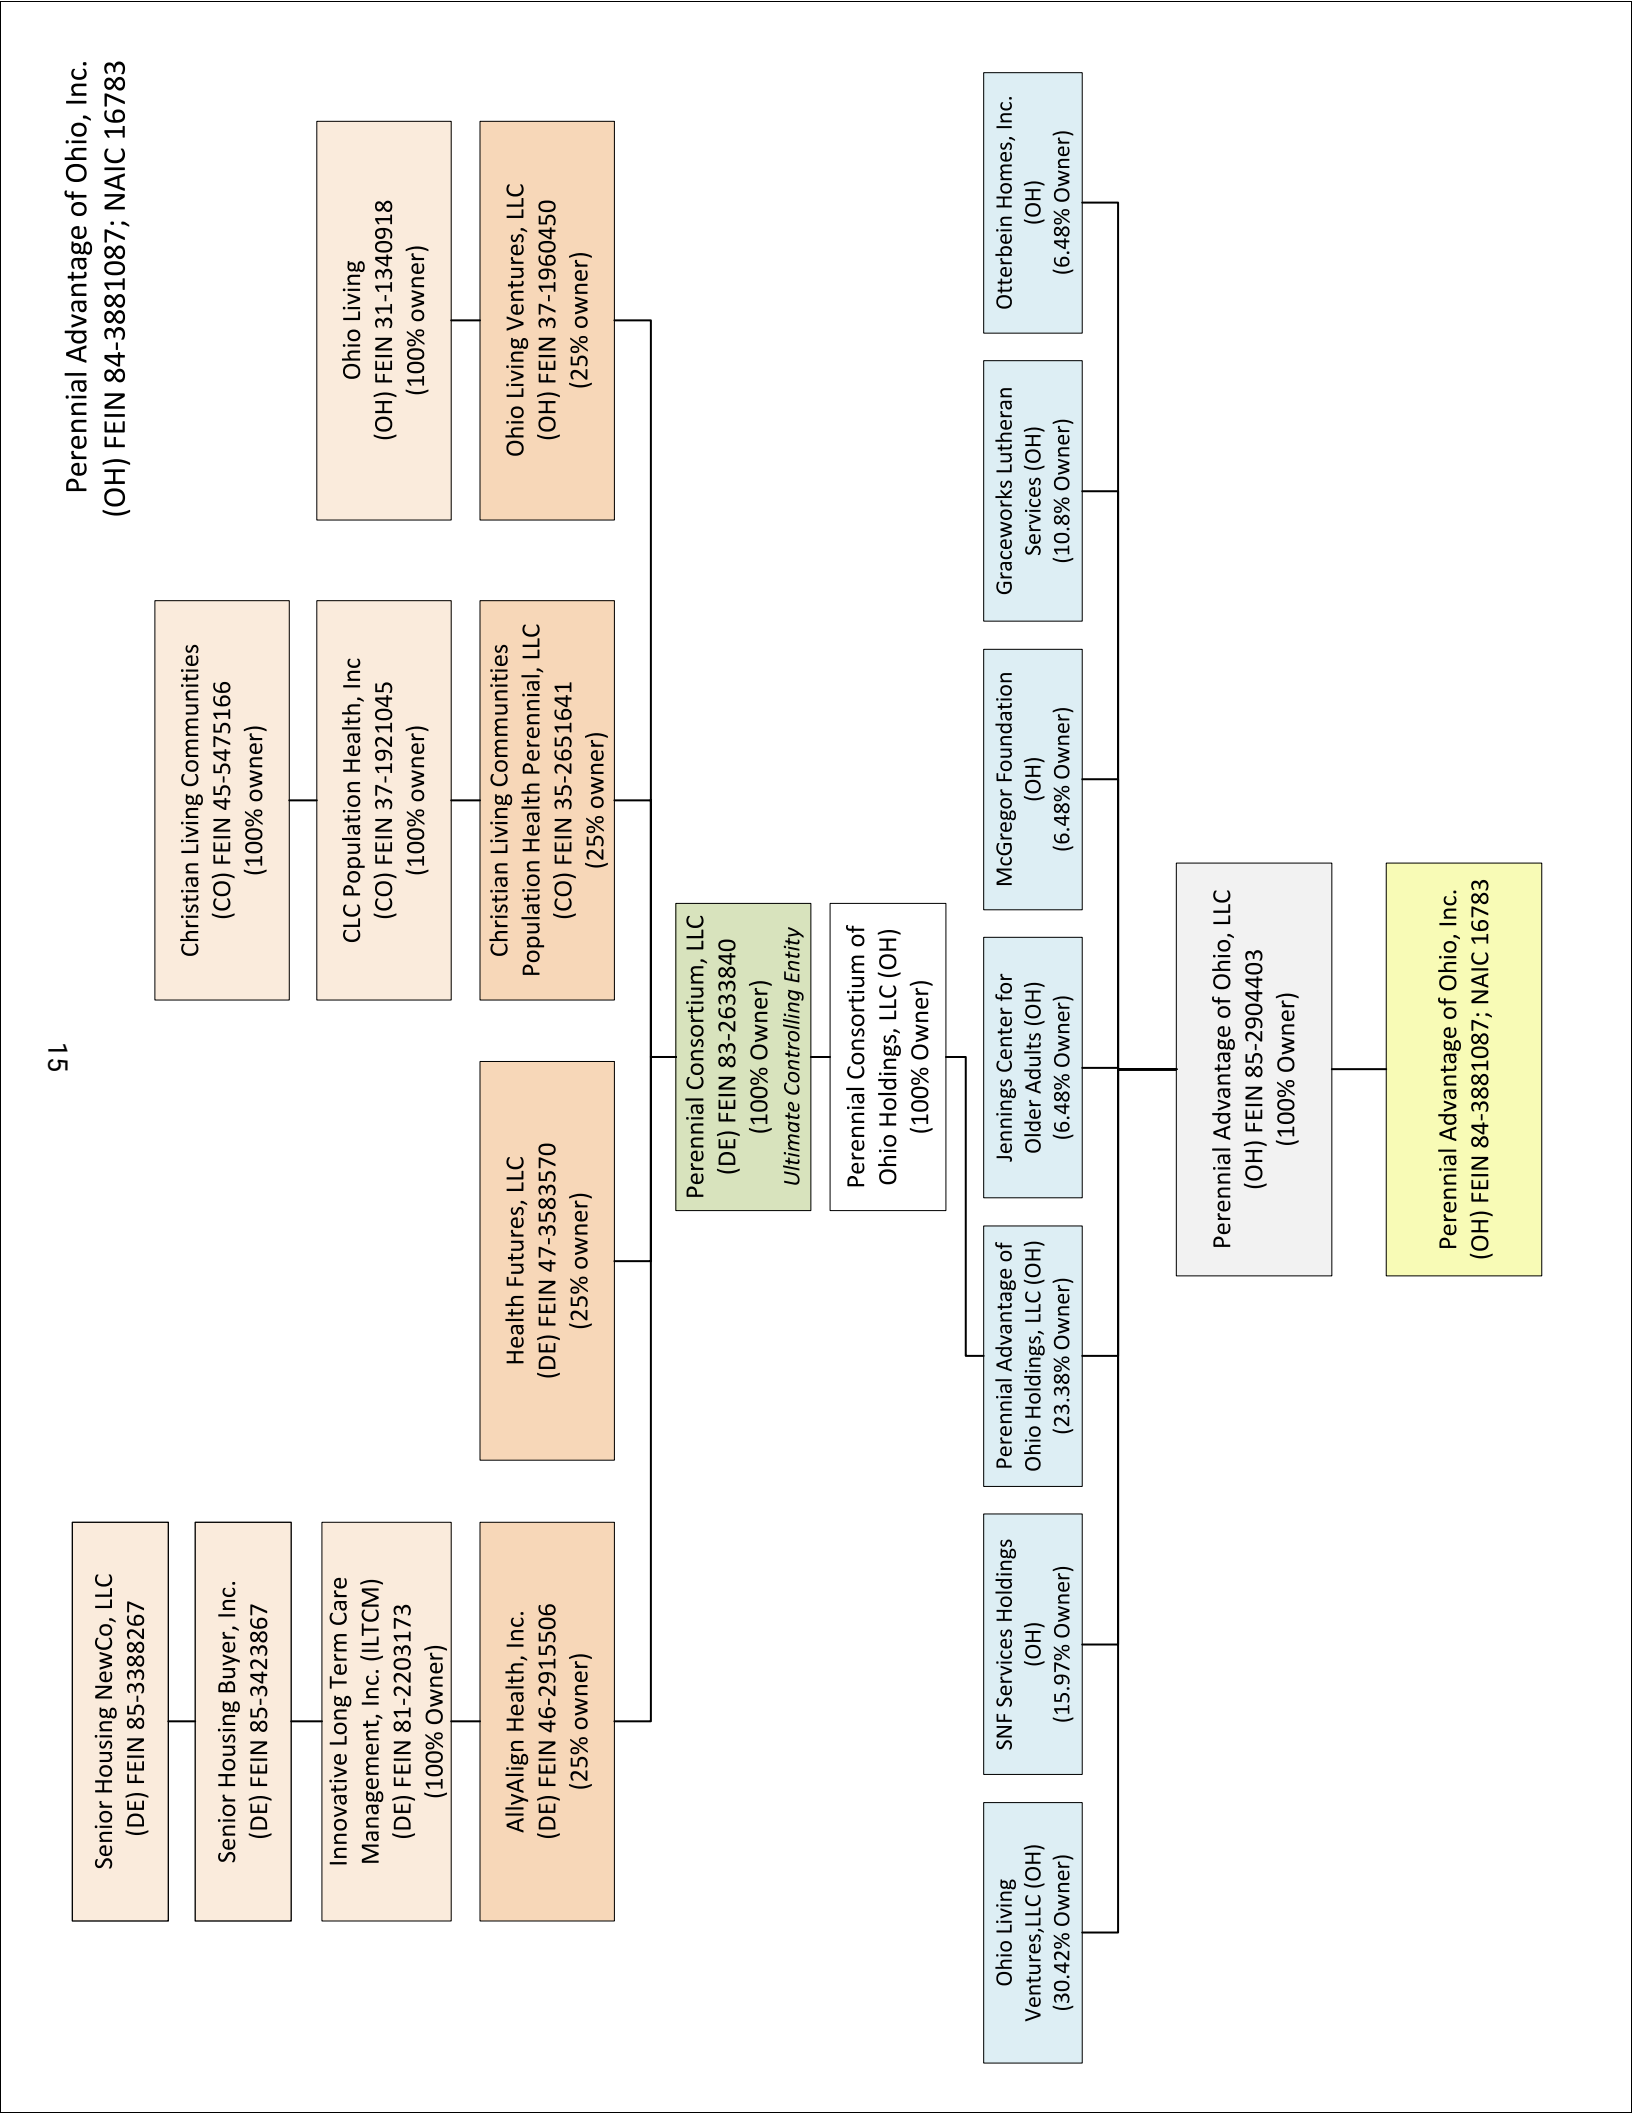 Perennial Advantage of Ohio, Inc.
(OH) FEIN 84-3881087; NAIC 16783
Senior Housing NewCo, LLC
(DE) FEIN 85-3388267
Senior Housing Buyer, Inc.
(DE) FEIN 85-3423867
Innovative Long Term Care
Management, Inc. (ILTCM)
(DE) FEIN 81-2203173
(100% Owner)
AllyAlign Health, Inc.
(DE) FEIN 46-2915506
(25% owner)
Health Futures, LLC
(DE) FEIN 47-3583570
(25% owner)
Christian Living Communities
(CO) FEIN 45-5475166
(100% owner)
CLC Population Health, Inc
(CO) FEIN 37-1921045
(100% owner)
Christian Living Communities
Population Health Perennial, LLC
(CO) FEIN 35-2651641
(25% owner)
Ohio Living
(OH) FEIN 31-1340918
(100% owner)
Ohio Living Ventures, LLC
(OH) FEIN 37-1960450
(25% owner)
Perennial Consortium, LLC
(DE) FEIN 83-2633840
(100% Owner)
Ultimate Controlling Entity
Perennial Consortium of
Ohio Holdings, LLC (OH)
(100% Owner)
Ohio Living
Ventures,LLC (OH)
(30.42% Owner)
SNF Services Holdings
(OH)
(15.97% Owner)
Perennial Advantage of
Ohio Holdings, LLC (OH)
(23.38% Owner)
Jennings Center for
Older Adults (OH)
(6.48% Owner)
McGregor Foundation
(OH)
(6.48% Owner)
Graceworks Lutheran
Services (OH)
(10.8% Owner)
Otterbein Homes, Inc.
(OH)
(6.48% Owner)
Perennial Advantage of Ohio, LLC
(OH) FEIN 85-2904403
(100% Owner)
Perennial Advantage of Ohio, Inc.
(OH) FEIN 84-3881087; NAIC 16783
15